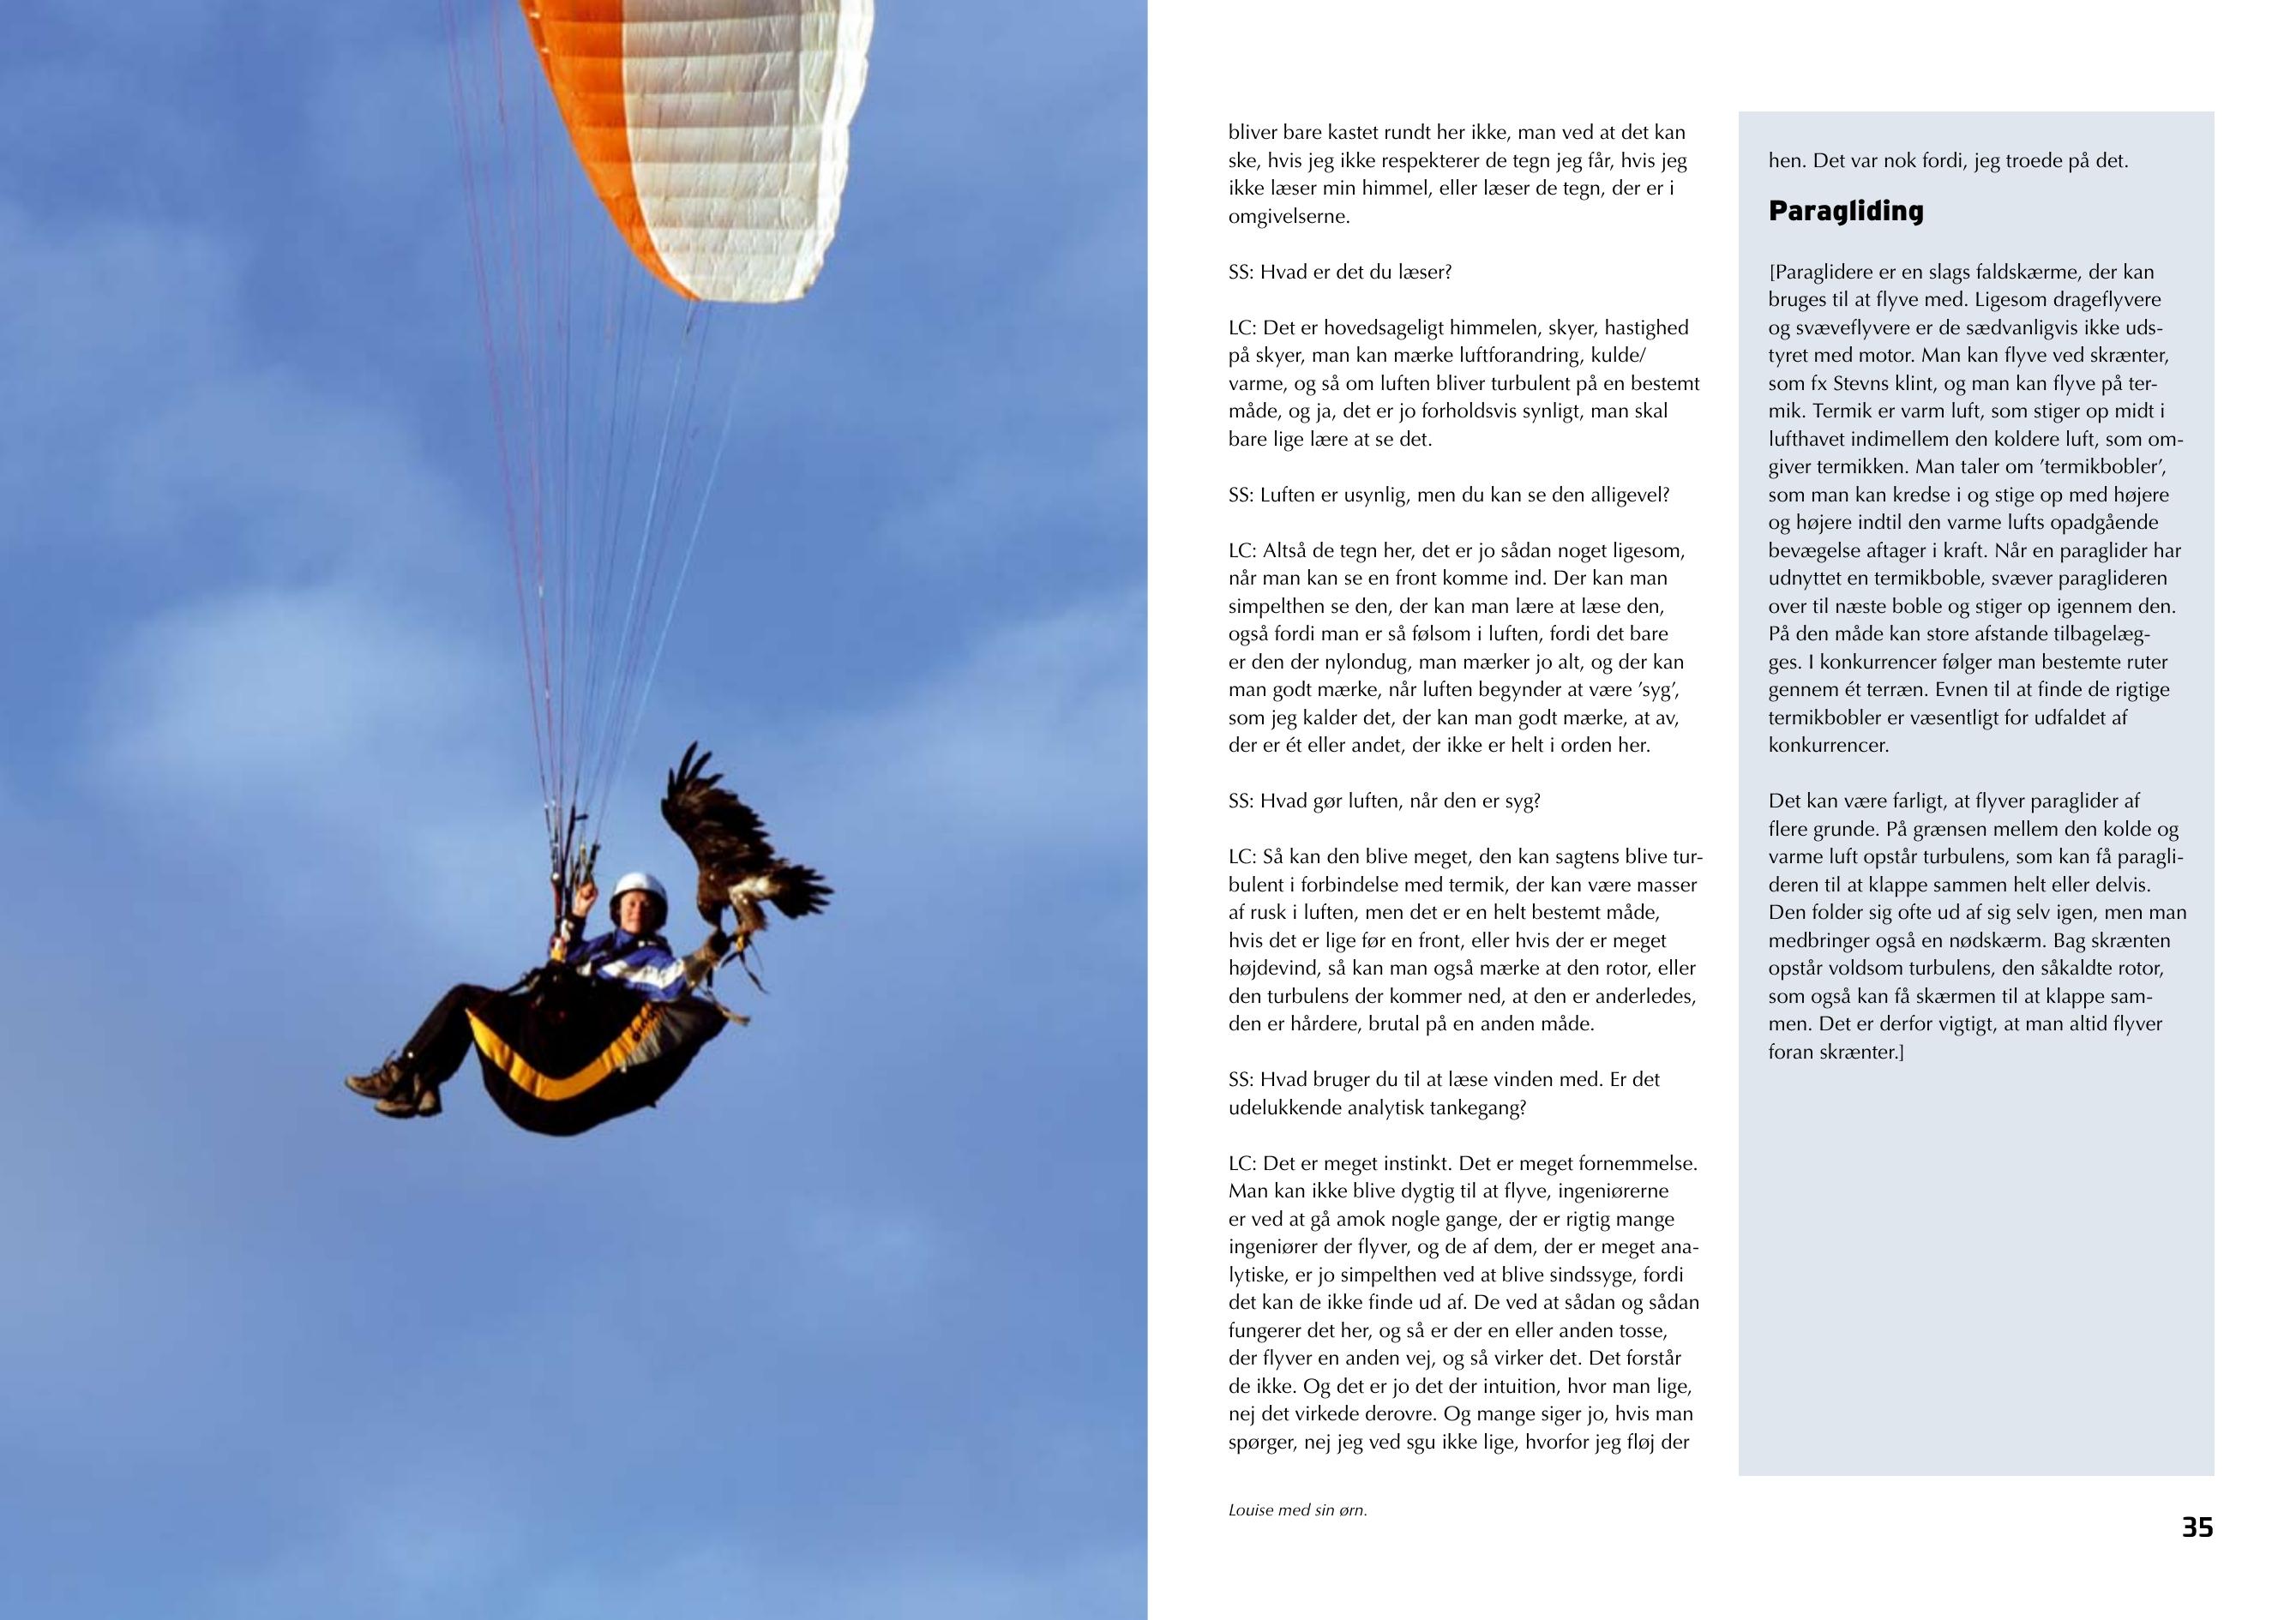 bliver bare kastet rundt her ikke, man ved at det kan
ske, hvis jeg ikke respekterer de tegn jeg får, hvis jeg
ikke læser min himmel, eller læser de tegn, der er i
omgivelserne.
SS: Hvad er det du læser?
LC: Det er hovedsageligt himmelen, skyer, hastighed
på skyer, man kan mærke luftforandring, kulde/
varme, og så om luften bliver turbulent på en bestemt
måde, og ja, det er jo forholdsvis synligt, man skal
bare lige lære at se det.
SS: Luften er usynlig, men du kan se den alligevel?
LC: Altså de tegn her, det er jo sådan noget ligesom,
når man kan se en front komme ind. Der kan man
simpelthen se den, der kan man lære at læse den,
også fordi man er så følsom i luften, fordi det bare
er den der nylondug, man mærker jo alt, og der kan
man godt mærke, når luften begynder at være ’syg’,
som jeg kalder det, der kan man godt mærke, at av,
der er ét eller andet, der ikke er helt i orden her.
SS: Hvad gør luften, når den er syg?
LC: Så kan den blive meget, den kan sagtens blive tur-
bulent i forbindelse med termik, der kan være masser
af rusk i luften, men det er en helt bestemt måde,
hvis det er lige før en front, eller hvis der er meget
højdevind, så kan man også mærke at den rotor, eller
den turbulens der kommer ned, at den er anderledes,
den er hårdere, brutal på en anden måde.
SS: Hvad bruger du til at læse vinden med. Er det
udelukkende analytisk tankegang?
LC: Det er meget instinkt. Det er meget fornemmelse.
Man kan ikke blive dygtig til at flyve, ingeniørerne
er ved at gå amok nogle gange, der er rigtig mange
ingeniører der flyver, og de af dem, der er meget ana-
lytiske, er jo simpelthen ved at blive sindssyge, fordi
det kan de ikke finde ud af. De ved at sådan og sådan
fungerer det her, og så er der en eller anden tosse,
der flyver en anden vej, og så virker det. Det forstår
de ikke. Og det er jo det der intuition, hvor man lige,
nej det virkede derovre. Og mange siger jo, hvis man
spørger, nej jeg ved sgu ikke lige, hvorfor jeg fløj der
hen. Det var nok fordi, jeg troede på det.
Paragliding
[Paraglidere er en slags faldskærme, der kan
bruges til at flyve med. Ligesom drageflyvere
og svæveflyvere er de sædvanligvis ikke uds-
tyret med motor. Man kan flyve ved skrænter,
som fx Stevns klint, og man kan flyve på ter-
mik. Termik er varm luft, som stiger op midt i
lufthavet indimellem den koldere luft, som om-
giver termikken. Man taler om ’termikbobler’,
som man kan kredse i og stige op med højere
og højere indtil den varme lufts opadgående
bevægelse aftager i kraft. Når en paraglider har
udnyttet en termikboble, svæver paraglideren
over til næste boble og stiger op igennem den.
På den måde kan store afstande tilbagelæg-
ges. I konkurrencer følger man bestemte ruter
gennem ét terræn. Evnen til at finde de rigtige
termikbobler er væsentligt for udfaldet af
konkurrencer.
Det kan være farligt, at flyver paraglider af
flere grunde. På grænsen mellem den kolde og
varme luft opstår turbulens, som kan få paragli-
deren til at klappe sammen helt eller delvis.
Den folder sig ofte ud af sig selv igen, men man
medbringer også en nødskærm. Bag skrænten
opstår voldsom turbulens, den såkaldte rotor,
som også kan få skærmen til at klappe sam-
men. Det er derfor vigtigt, at man altid flyver
foran skrænter.]
Louise med sin ørn.
35